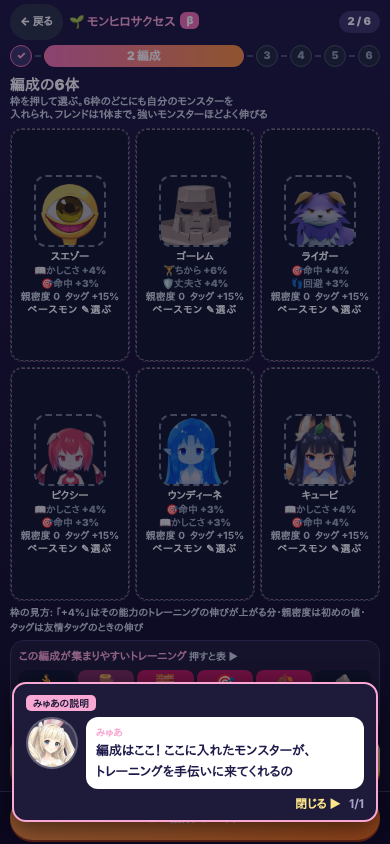 ← 戻る
🌱 モンヒロサクセス β
2 / 6
✓
2 編成
3
4
5
6
編成の6体
枠を押して選ぶ。6枠のどこにも自分のモンスターを
入れられ、フレンドは1体まで。強いモンスターほどよく伸びる
スエゾー
📖かしこさ +4%
🎯命中 +3%
親密度 0 タッグ +15%
ベースモン ✎選ぶ
ゴーレム
🏋ちから +6%
🛡丈夫さ +4%
親密度 0 タッグ +15%
ベースモン ✎選ぶ
ライガー
🎯命中 +4%
👣回避 +3%
親密度 0 タッグ +15%
ベースモン ✎選ぶ
ピクシー
📖かしこさ +4%
🎯命中 +3%
親密度 0 タッグ +15%
ベースモン ✎選ぶ
ウンディーネ
🎯命中 +3%
📖かしこさ +3%
親密度 0 タッグ +15%
ベースモン ✎選ぶ
キュービ
📖かしこさ +4%
🎯命中 +4%
親密度 0 タッグ +15%
ベースモン ✎選ぶ
枠の見方: 「+4%」はその能力のトレーニングの伸びが上がる分・親密度は初めの値・
タッグは友情タッグのときの伸び
この編成が集まりやすいトレーニング 押すと表 ▶
みゅあの説明
みゅあ
編成はここ! ここに入れたモンスターが、
トレーニングを手伝いに来てくれるの
閉じる ▶ 1/1